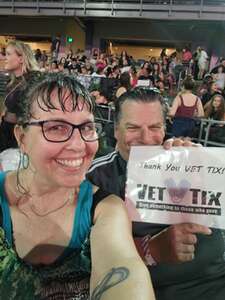 Thank You VET TIX!
VET TIX
Give something to those who gave